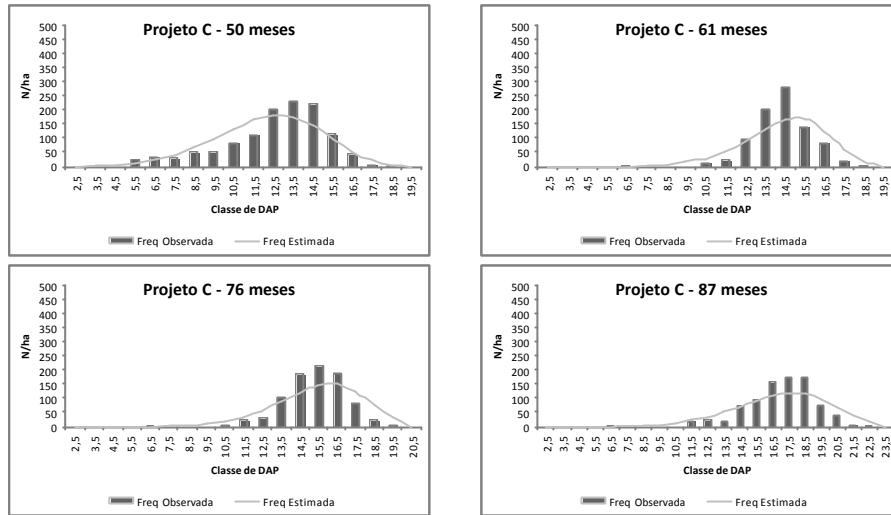 Projeto C - 50 meses
N/ha
500
450
400
350
300
250
200
150
100
50
0
2,5 3,5 4,5 5,5 6,5 7,5 8,5 9,5 10,5 11,5 12,5 13,5 14,5 15,5 16,5 17,5 18,5 19,5
Classe de DAP
Freq Observada Freq Estimada
Projeto C - 61 meses
N/ha
500
450
400
350
300
250
200
150
100
50
0
2,5 3,5 4,5 5,5 6,5 7,5 8,5 9,5 10,5 11,5 12,5 13,5 14,5 15,5 16,5 17,5 18,5 19,5
Classe de DAP
Freq Observada Freq Estimada
Projeto C - 76 meses
N/ha
500
450
400
350
300
250
200
150
100
50
0
2,5 3,5 4,5 5,5 6,5 7,5 8,5 9,5 10,5 11,5 12,5 13,5 14,5 15,5 16,5 17,5 18,5 19,5 20,5
Classe de DAP
Freq Observada Freq Estimada
Projeto C - 87 meses
N/ha
500
450
400
350
300
250
200
150
100
50
0
2,5 3,5 4,5 5,5 6,5 7,5 8,5 9,5 10,5 11,5 12,5 13,5 14,5 15,5 16,5 17,5 18,5 19,5 20,5 21,5 22,5 23,5
Classe de DAP
Freq Observada Freq Estimada